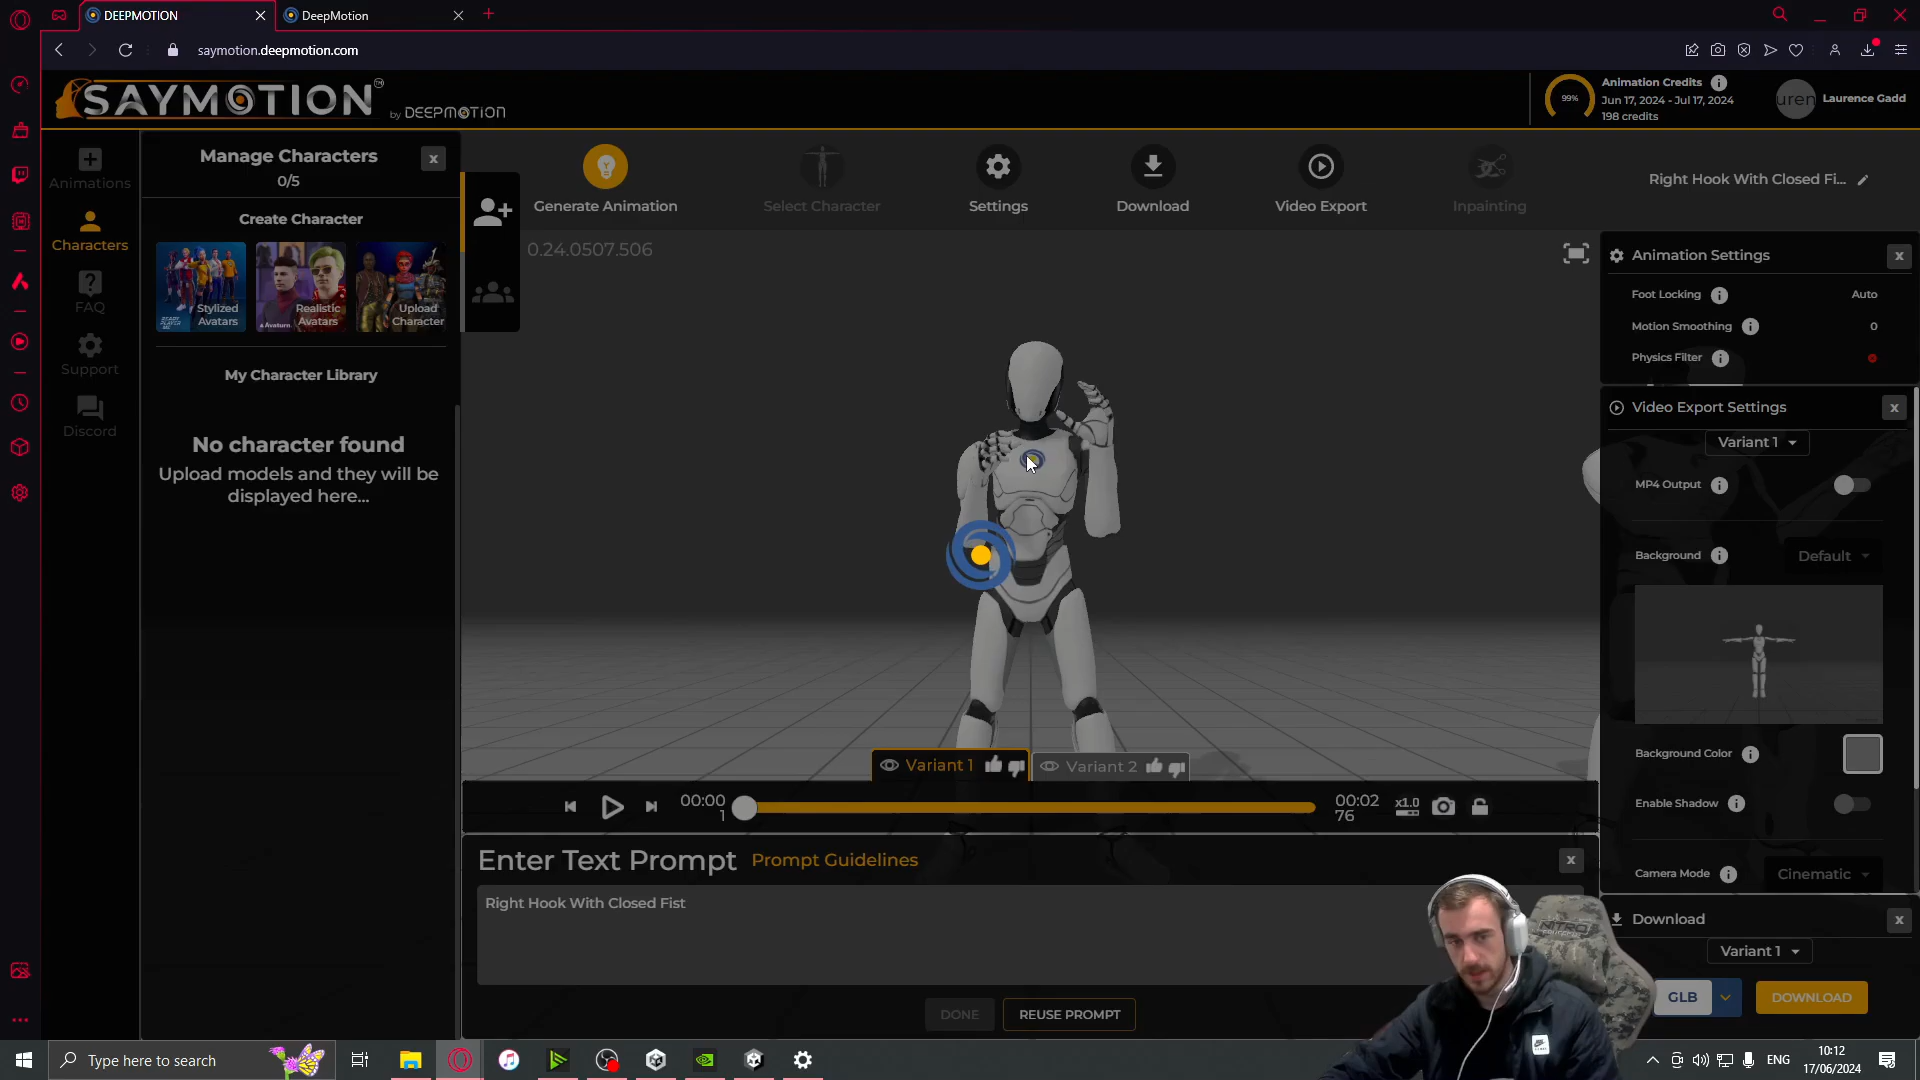 DEEPMOTION
DeepMotion
saymotion.deepmotion.com
SAYMOTION™
by DEEPMOTION
99%
Animation Credits
Jun 17, 2024 - Jul 17, 2024
198 credits
uren
Laurence Gadd
Animations
Characters
FAQ
Support
Discord
Manage Characters
x
0/5
Create Character
Stylized
Avatars
Realistic
Avatars
Upload
Character
My Character Library
No character found
Upload models and they will be
displayed here...
Generate Animation
Select Character
Settings
Download
Video Export
Inpainting
Right Hook With Closed Fi...
0.24.0507.506
Animation Settings
x
Foot Locking
Auto
Motion Smoothing
0
Physics Filter
Video Export Settings
x
Variant 1
MP4 Output
Background
Default
Background Color
Enable Shadow
Camera Mode
Cinematic
Download
x
Variant 1
GLB
DOWNLOAD
Variant 1
Variant 2
00:00
1
00:02
76
x1.0
Enter Text Prompt
Prompt Guidelines
x
Right Hook With Closed Fist
DONE
REUSE PROMPT
NITRO
CONCEPTS
Type here to search
ENG
10:12
17/06/2024